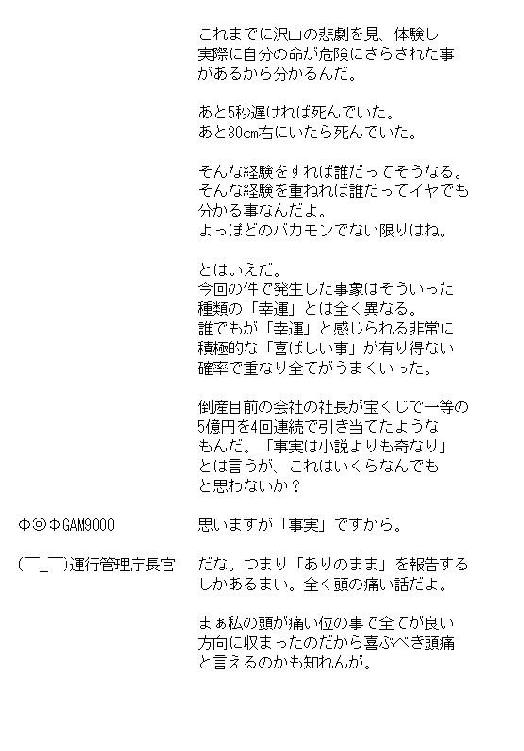 これまでに沢山の悲劇を見、体験し
実際に自分の命が危険にさらされた事
があるから分かるんだ。
あと5秒遅ければ死んでいた。
あと30cm右にいたら死んでいた。
そんな経験をすれば誰だってそうなる。
そんな経験を重ねれば誰だってイヤでも
分かる事なんだよ。
よっぽどのバカモンでない限りはね。
とはいえだ。
今回の件で発生した事象はそういった
種類の「幸運」とは全く異なる。
誰でもが「幸運」と感じられる非常に
積極的な「喜ばしい事」が有り得ない
確率で重なり全てがうまくいった。
倒産目前の会社の社長が宝くじで一等の
5億円を4回連続で引き当てたような
もんだ。「事実は小説よりも奇なり」
とは言うが、これはいくらなんでも
と思わないか？
Φ◎ΦGAM9000 思いますが「事実」ですから。
(￣_￣)運行管理庁長官 だな。つまり「ありのまま」を報告する
しかあるまい。全く頭の痛い話だよ。
まぁ私の頭が痛い位の事で全てが良い
方向に収まったのだから喜ぶべき頭痛
と言えるのかも知れんが。